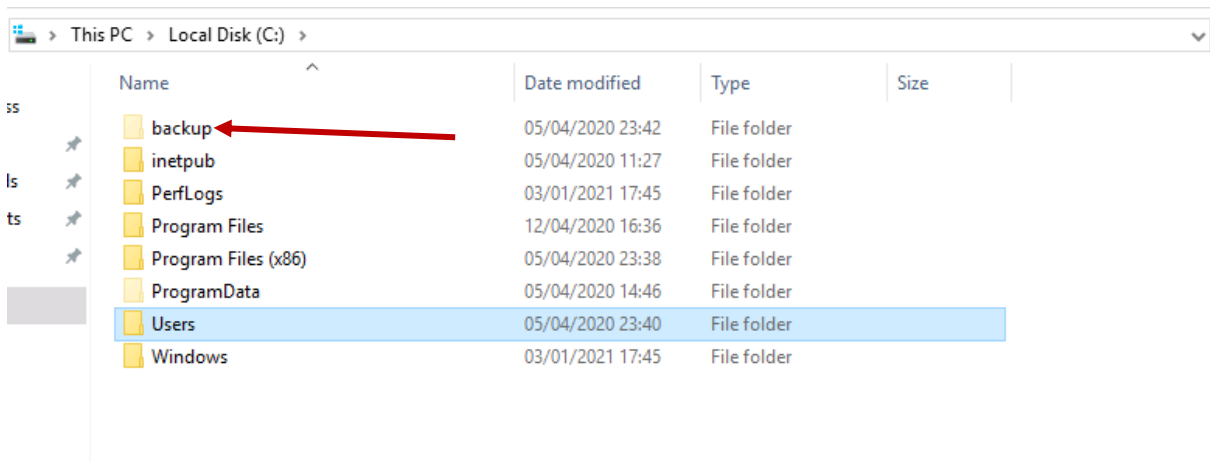 This PC > Local Disk (C:) >
Name Date modified Type Size
ss
backup 05/04/2020 23:42 File folder
inetpub 05/04/2020 11:27 File folder
ls
PerfLogs 03/01/2021 17:45 File folder
ts
Program Files 12/04/2020 16:36 File folder
Program Files (x86) 05/04/2020 23:38 File folder
ProgramData 05/04/2020 14:46 File folder
Users 05/04/2020 23:40 File folder
Windows 03/01/2021 17:45 File folder